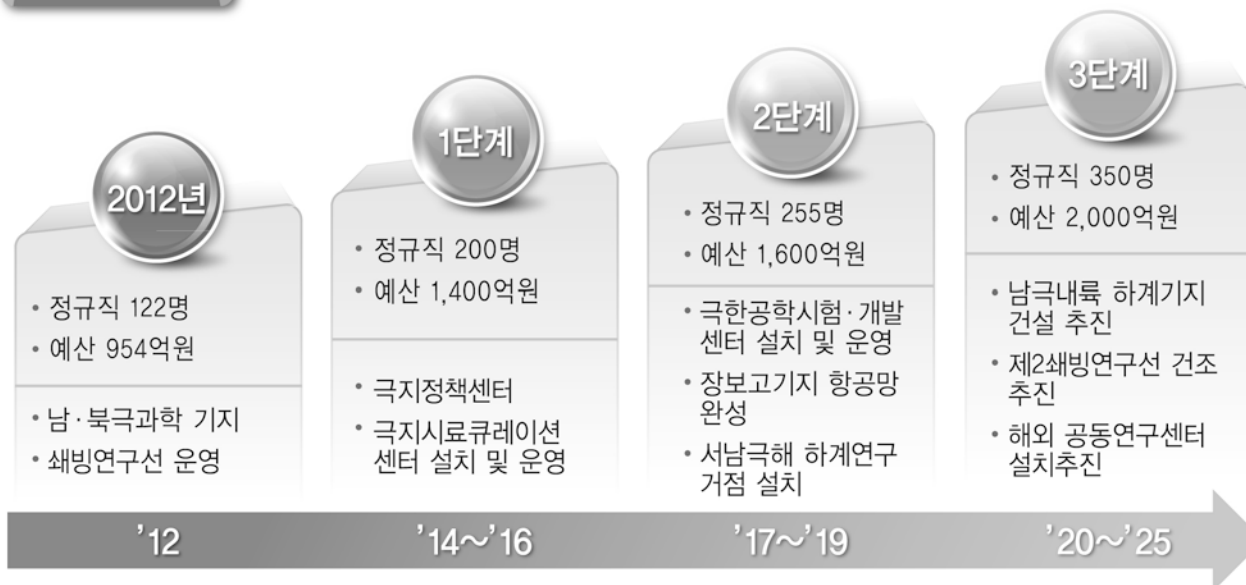 2012년
• 정규직 122명
• 예산 954억원
• 남·북극과학 기지
• 쇄빙연구선 운영
1단계
• 정규직 200명
• 예산 1,400억원
• 극지정책센터
• 극지시료큐레이션
센터 설치 및 운영
2단계
• 정규직 255명
• 예산 1,600억원
• 극한공학시험·개발
센터 설치 및 운영
• 장보고기지 항공망
완성
• 서남극해 하계연구
거점 설치
3단계
• 정규직 350명
• 예산 2,000억원
• 남극내륙 하계기지
건설 추진
• 제2쇄빙연구선 건조
추진
• 해외 공동연구센터
설치추진
’12
’14~’16
’17~’19
’20~’25